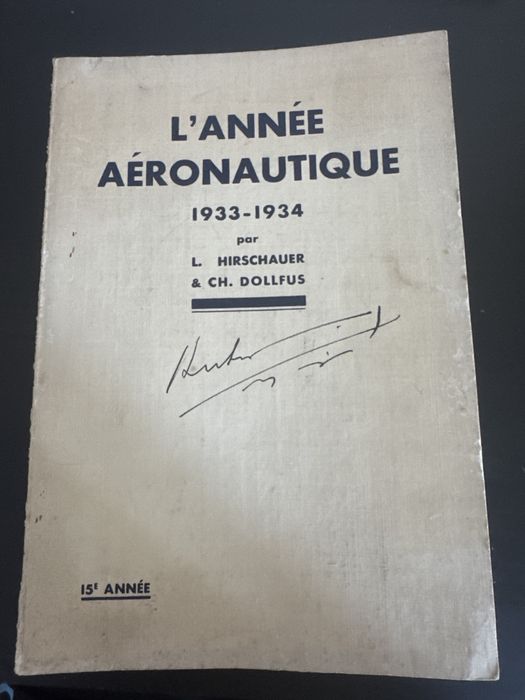 L'ANNÉE
AÉRONAUTIQUE
1933-1934
par
L. HIRSCHAUER
& CH. DOLLFUS
15E ANNÉE